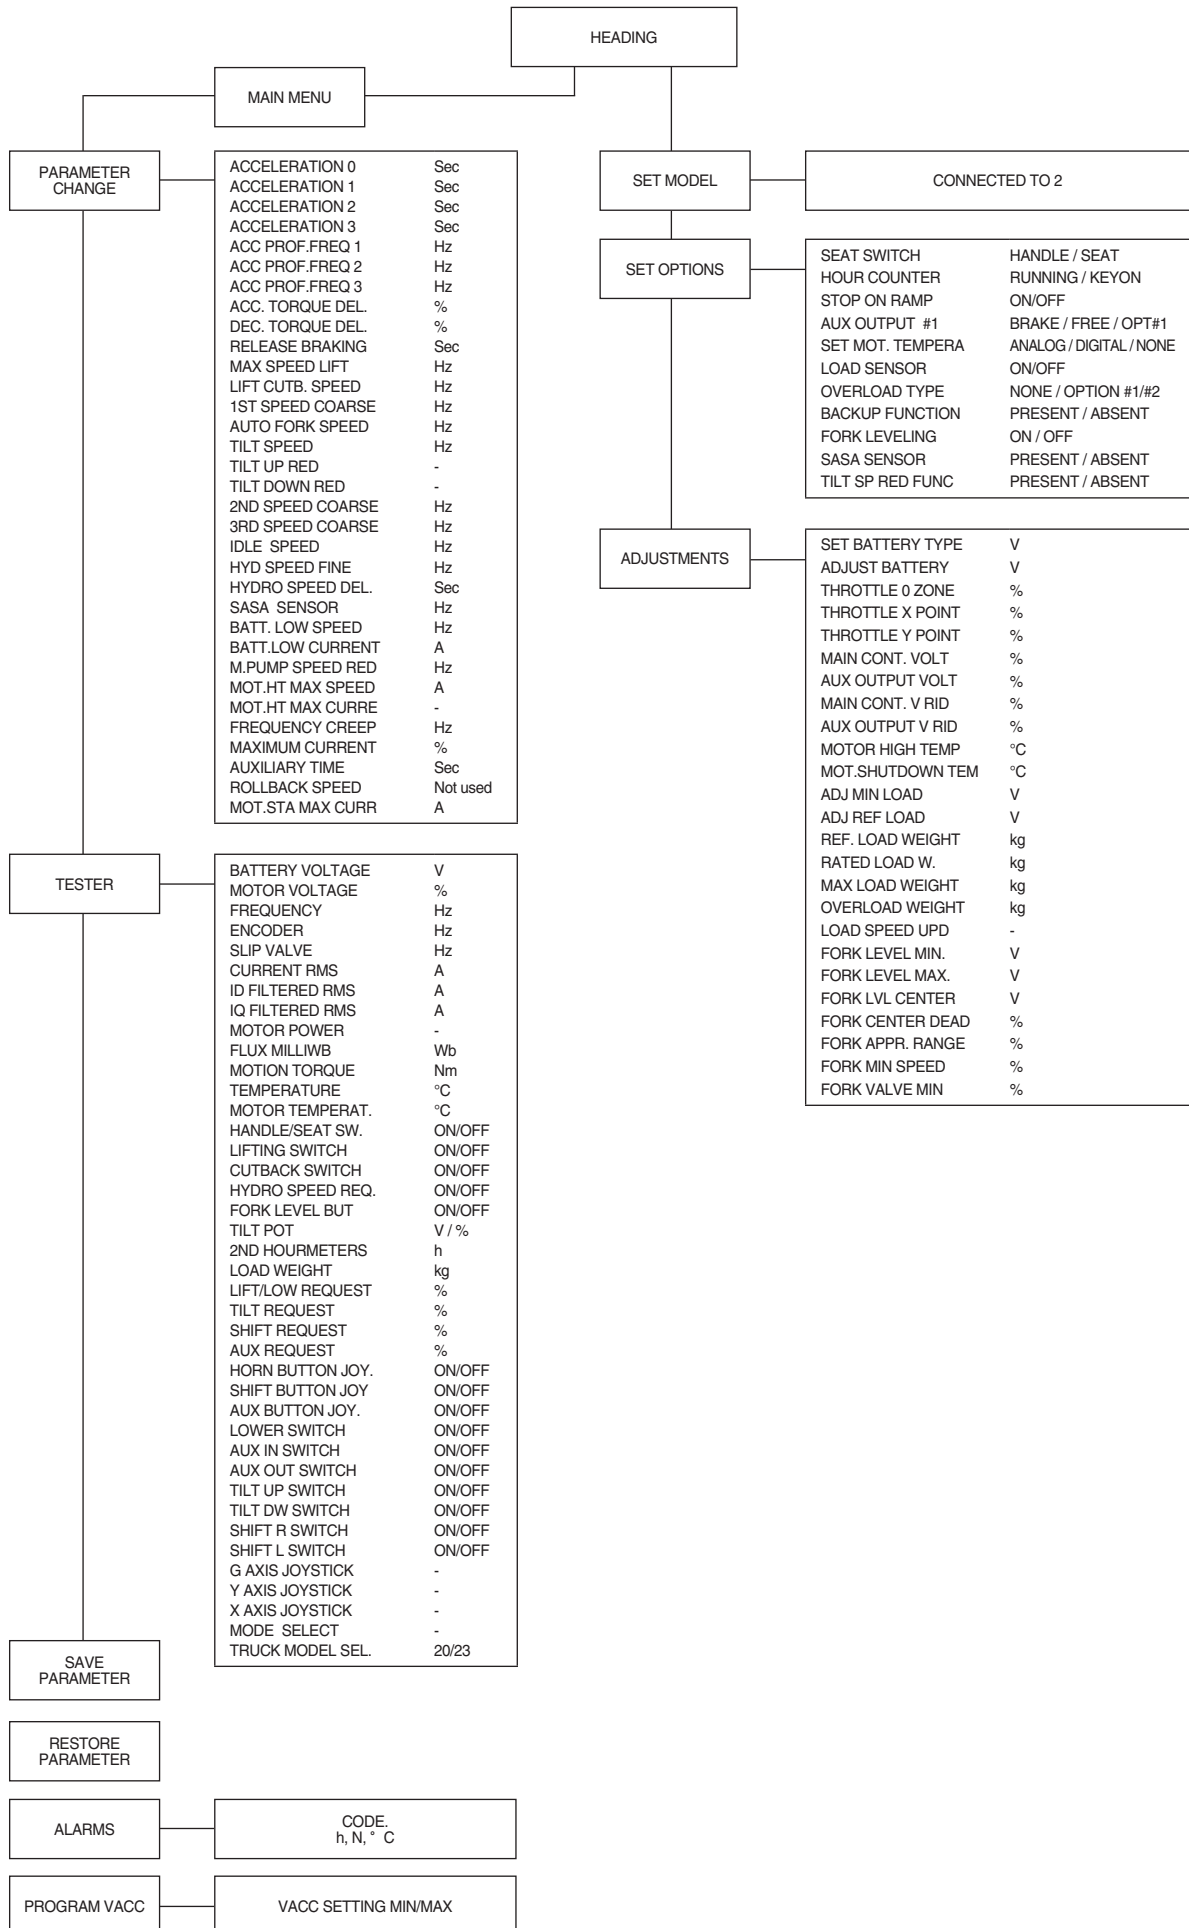 HEADING
MAIN MENU
PARAMETER
CHANGE
ACCELERATION 0 Sec
ACCELERATION 1 Sec
ACCELERATION 2 Sec
ACCELERATION 3 Sec
ACC PROF.FREQ 1 Hz
ACC PROF.FREQ 2 Hz
ACC PROF.FREQ 3 Hz
ACC. TORQUE DEL. %
DEC. TORQUE DEL. %
RELEASE BRAKING Sec
MAX SPEED LIFT Hz
LIFT CUTB. SPEED Hz
1ST SPEED COARSE Hz
AUTO FORK SPEED Hz
TILT SPEED Hz
TILT UP RED -
TILT DOWN RED -
2ND SPEED COARSE Hz
3RD SPEED COARSE Hz
IDLE SPEED Hz
HYD SPEED FINE Hz
HYDRO SPEED DEL. Sec
SASA SENSOR Hz
BATT. LOW SPEED Hz
BATT.LOW CURRENT A
M.PUMP SPEED RED Hz
MOT.HT MAX SPEED A
MOT.HT MAX CURRE -
FREQUENCY CREEP Hz
MAXIMUM CURRENT %
AUXILIARY TIME Sec
ROLLBACK SPEED Not used
MOT.STA MAX CURR A
TESTER
BATTERY VOLTAGE V
MOTOR VOLTAGE %
FREQUENCY Hz
ENCODER Hz
SLIP VALVE Hz
CURRENT RMS A
ID FILTERED RMS A
IQ FILTERED RMS A
MOTOR POWER -
FLUX MILLIWB Wb
MOTION TORQUE Nm
TEMPERATURE °C
MOTOR TEMPERAT. °C
HANDLE/SEAT SW. ON/OFF
LIFTING SWITCH ON/OFF
CUTBACK SWITCH ON/OFF
HYDRO SPEED REQ. ON/OFF
FORK LEVEL BUT ON/OFF
TILT POT V / %
2ND HOURMETERS h
LOAD WEIGHT kg
LIFT/LOW REQUEST %
TILT REQUEST %
SHIFT REQUEST %
AUX REQUEST %
HORN BUTTON JOY. ON/OFF
SHIFT BUTTON JOY ON/OFF
AUX BUTTON JOY. ON/OFF
LOWER SWITCH ON/OFF
AUX IN SWITCH ON/OFF
AUX OUT SWITCH ON/OFF
TILT UP SWITCH ON/OFF
TILT DW SWITCH ON/OFF
SHIFT R SWITCH ON/OFF
SHIFT L SWITCH ON/OFF
G AXIS JOYSTICK -
Y AXIS JOYSTICK -
X AXIS JOYSTICK -
MODE SELECT -
TRUCK MODEL SEL. 20/23
SAVE
PARAMETER
RESTORE
PARAMETER
ALARMS
CODE.
h, N, ° C
PROGRAM VACC
VACC SETTING MIN/MAX
SET MODEL
CONNECTED TO 2
SET OPTIONS
SEAT SWITCH HANDLE / SEAT
HOUR COUNTER RUNNING / KEYON
STOP ON RAMP ON/OFF
AUX OUTPUT #1 BRAKE / FREE / OPT#1
SET MOT. TEMPERA ANALOG / DIGITAL / NONE
LOAD SENSOR ON/OFF
OVERLOAD TYPE NONE / OPTION #1/#2
BACKUP FUNCTION PRESENT / ABSENT
FORK LEVELING ON / OFF
SASA SENSOR PRESENT / ABSENT
TILT SP RED FUNC PRESENT / ABSENT
ADJUSTMENTS
SET BATTERY TYPE V
ADJUST BATTERY V
THROTTLE 0 ZONE %
THROTTLE X POINT %
THROTTLE Y POINT %
MAIN CONT. VOLT %
AUX OUTPUT VOLT %
MAIN CONT. V RID %
AUX OUTPUT V RID %
MOTOR HIGH TEMP °C
MOT.SHUTDOWN TEM °C
ADJ MIN LOAD V
ADJ REF LOAD V
REF. LOAD WEIGHT kg
RATED LOAD W. kg
MAX LOAD WEIGHT kg
OVERLOAD WEIGHT kg
LOAD SPEED UPD -
FORK LEVEL MIN. V
FORK LEVEL MAX. V
FORK LVL CENTER V
FORK CENTER DEAD %
FORK APPR. RANGE %
FORK MIN SPEED %
FORK VALVE MIN %